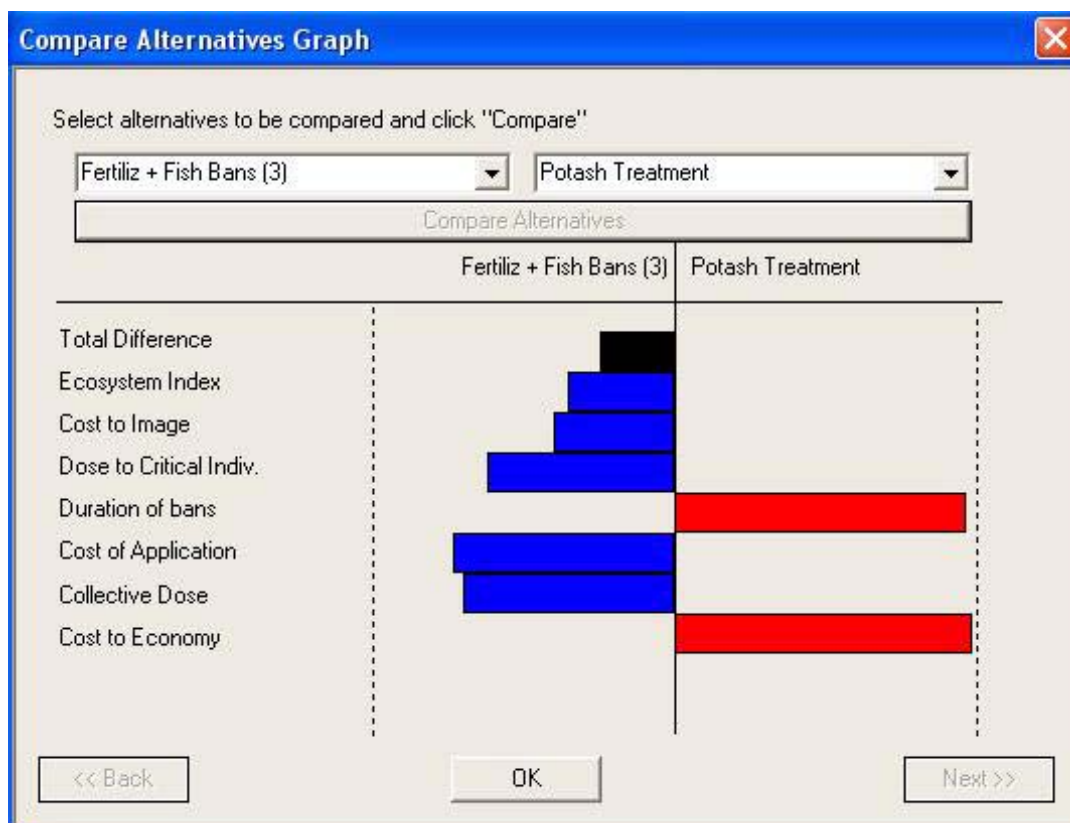 Compare Alternatives Graph
Select alternatives to be compared and click "Compare"
Fertiliz + Fish Bans (3) Potash Treatment
Compare Alternatives
Fertiliz + Fish Bans (3) Potash Treatment
Total Difference
Ecosystem Index
Cost to Image
Dose to Critical Indiv.
Duration of bans
Cost of Application
Collective Dose
Cost to Economy
<< Back OK Next >>